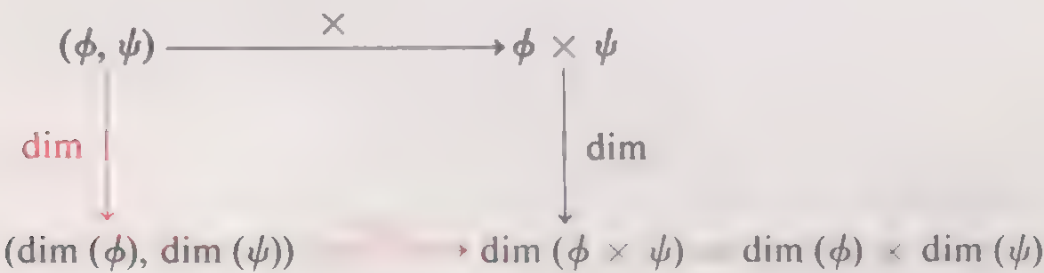 ×
(ϕ, ψ) → ϕ × ψ
dim dim
(dim (ϕ), dim (ψ)) → dim (ϕ × ψ) dim (ϕ) × dim (ψ)